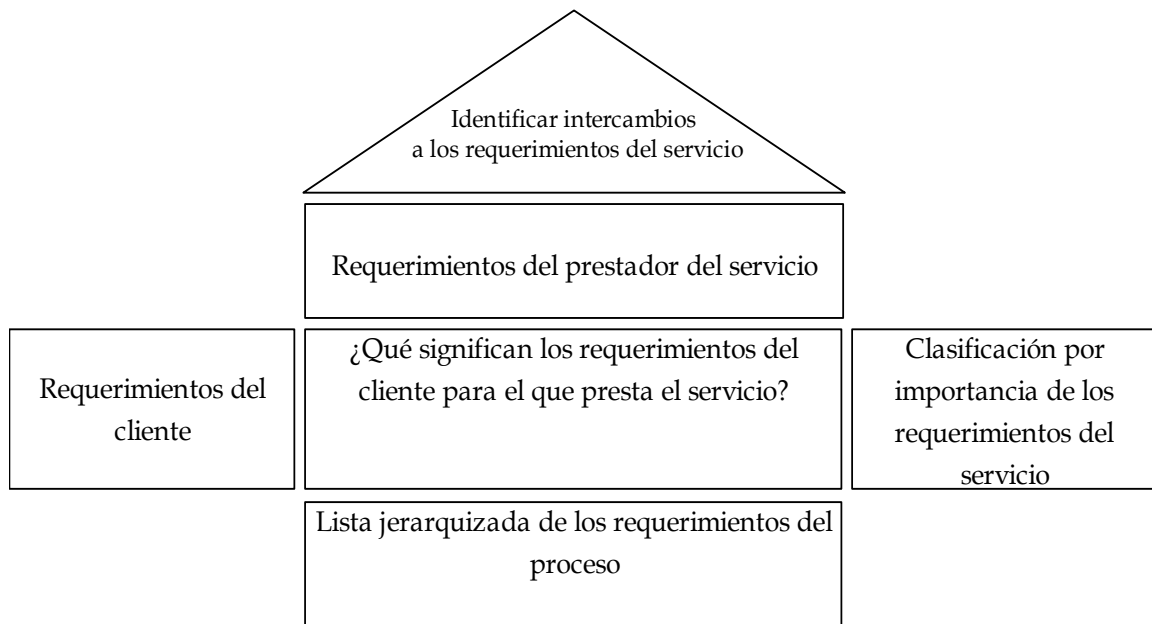 Identificar intercambios
a los requerimientos del servicio
Requerimientos del prestador del servicio
Requerimientos del
cliente
¿Qué significan los requerimientos del
cliente para el que presta el servicio?
Clasificación por
importancia de los
requerimientos del
servicio
Lista jerarquizada de los requerimientos del
proceso